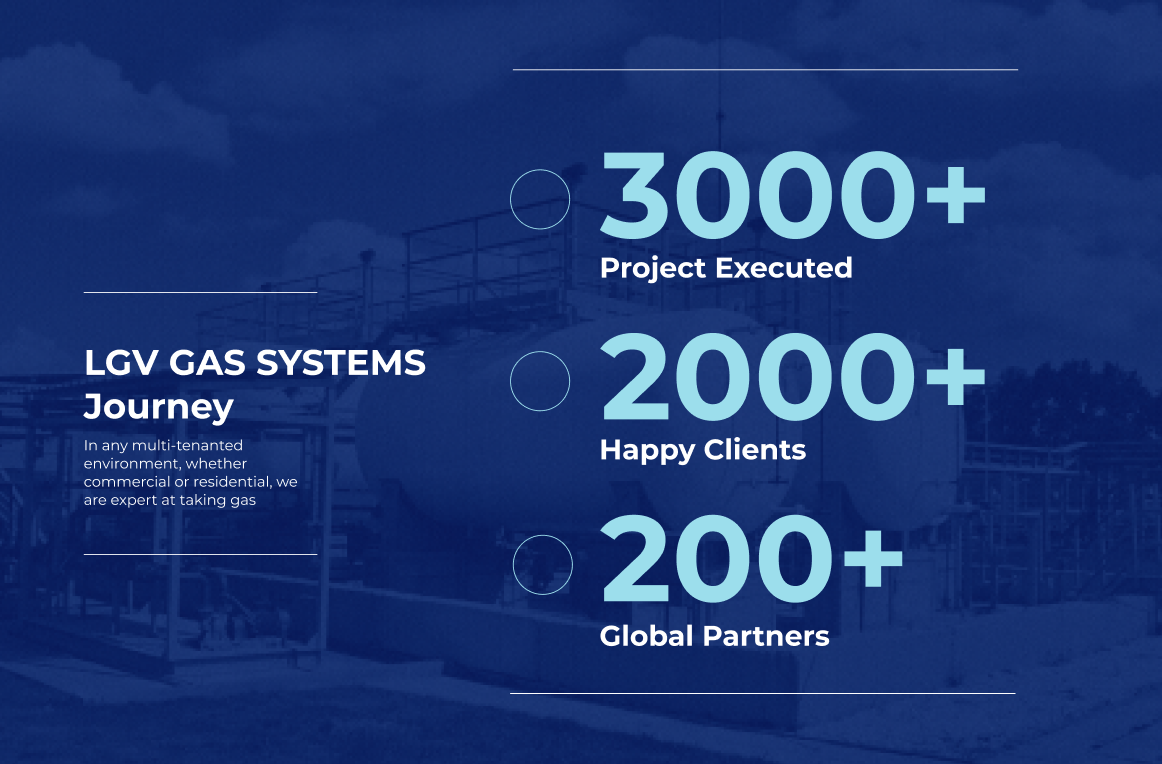 LGV GAS SYSTEMS
Journey
In any multi-tenanted
environment, whether
commercial or residential, we
are expert at taking gas
3000+
Project Executed
2000+
Happy Clients
200+
Global Partners